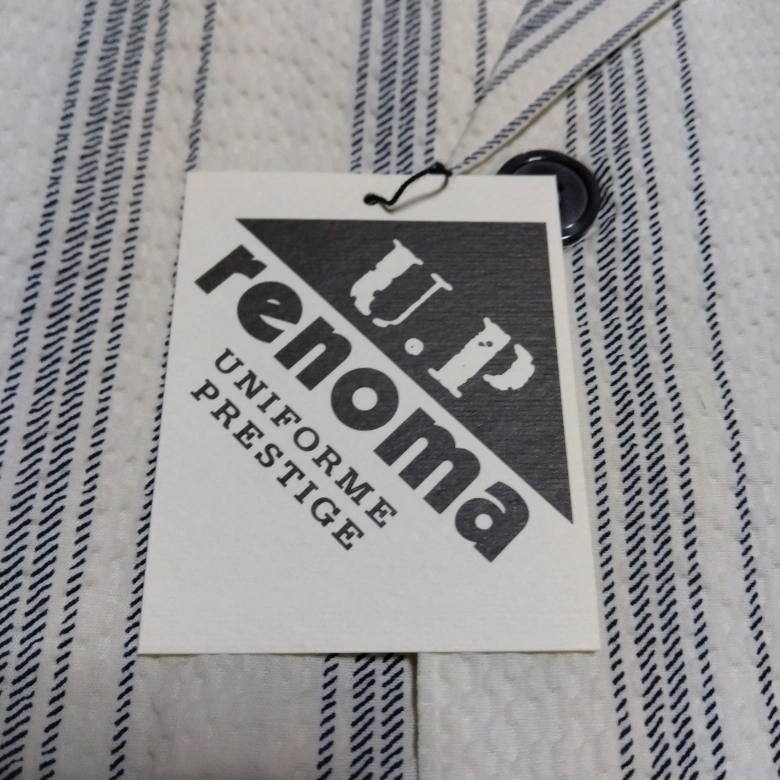 U.P
renoma
UNIFORME
PRESTIGE